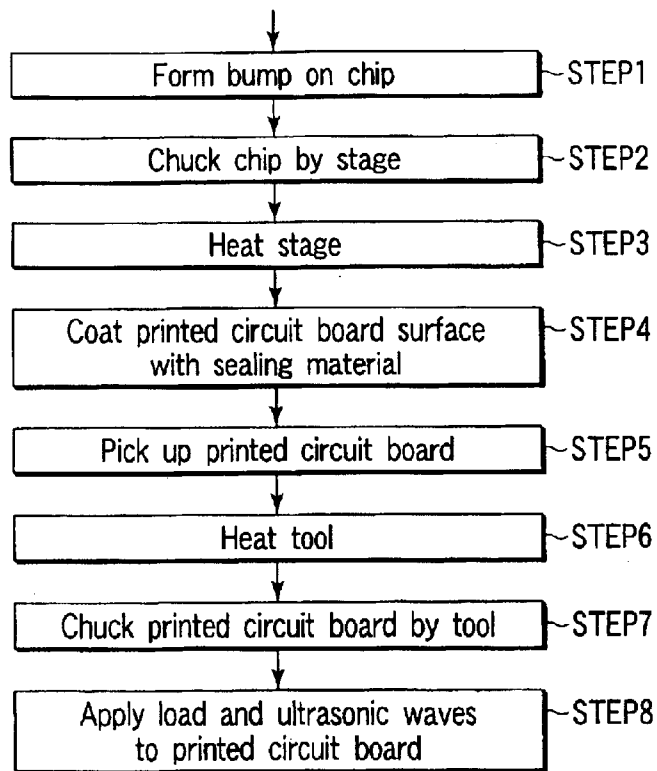 Form bump on chip
STEP1
Chuck chip by stage
STEP2
Heat stage
STEP3
Coat printed circuit board surface
with sealing material
STEP4
Pick up printed circuit board
STEP5
Heat tool
STEP6
Chuck printed circuit board by tool
STEP7
Apply load and ultrasonic waves
to printed circuit board
STEP8